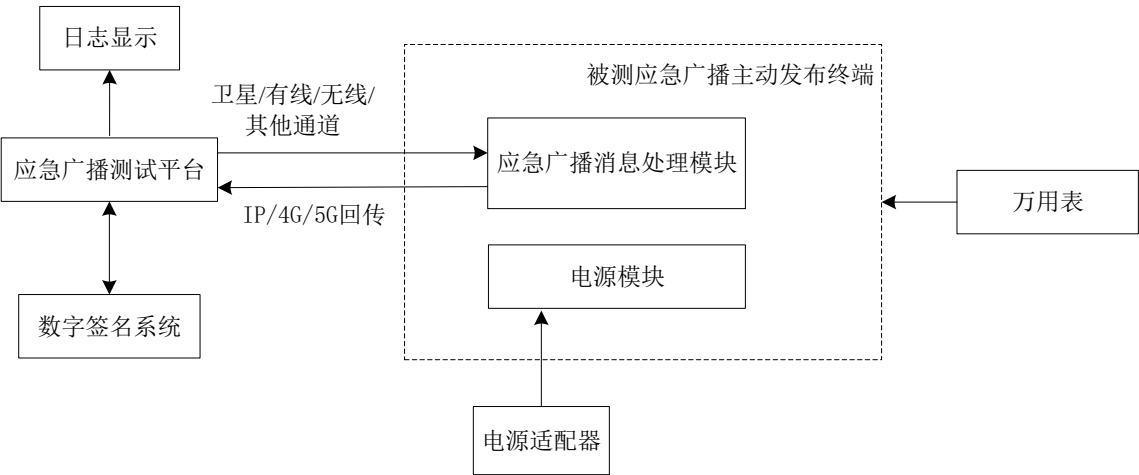 日志显示
被测应急广播主动发布终端
卫星/有线/无线/
其他通道
应急广播测试平台
应急广播消息处理模块
IP/4G/5G回传
万用表
电源模块
数字签名系统
电源适配器